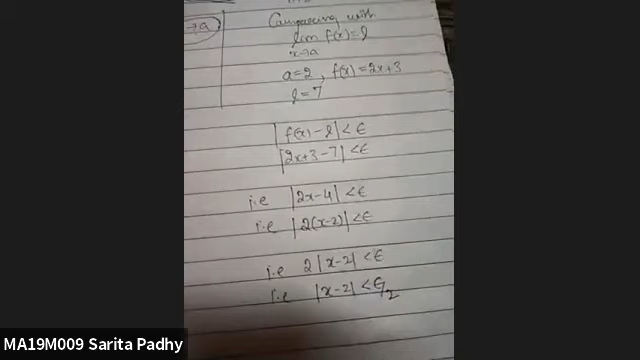 →a
Comparing with
lim f(x) = l
x→a
a = 2 , f(x) = 2x+3
l = 7
|f(x) - l| < ε
|2x+3-7| < ε
i.e |2x-4| < ε
i.e |2(x-2)| < ε
i.e 2|x-2| < ε
i.e |x-2| < ε/2
MA19M009 Sarita Padhy